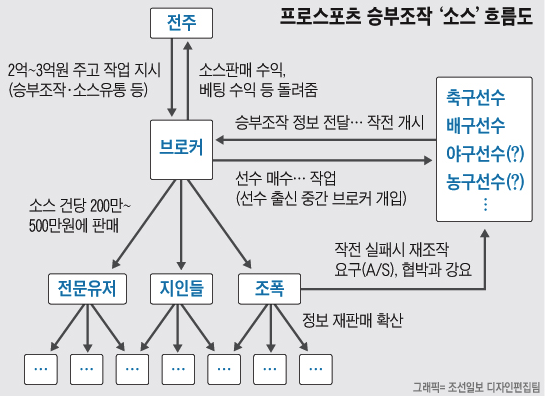 프로스포츠 승부조작 ‘소스’ 흐름도
전주
2억~3억원 주고 작업 지시
(승부조작·소스유통 등)
소스판매 수익,
베팅 수익 등 돌려줌
브로커
승부조작 정보 전달… 작전 개시
선수 매수… 작업
(선수 출신 중간 브로커 개입)
축구선수
배구선수
야구선수(?)
농구선수(?)
⋮
소스 건당 200만~
500만원에 판매
작전 실패시 재조작
요구(A/S), 협박과 강요
전문유저
지인들
조폭
정보 재판매 확산
… … … … … … …
그래픽= 조선일보 디자인편집팀